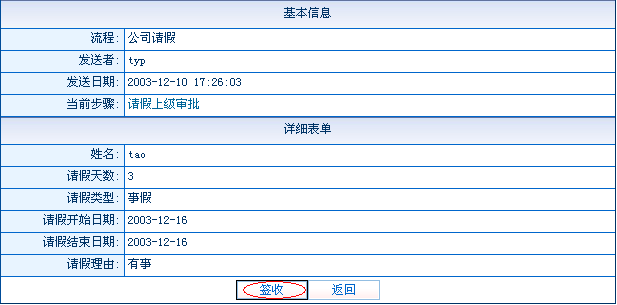 基本信息
流程: 公司请假
发送者: typ
发送日期: 2003-12-10 17:26:03
当前步骤: 请假上级审批
详细表单
姓名: tao
请假天数: 3
请假类型: 事假
请假开始日期: 2003-12-16
请假结束日期: 2003-12-16
请假理由: 有事
签收 返回